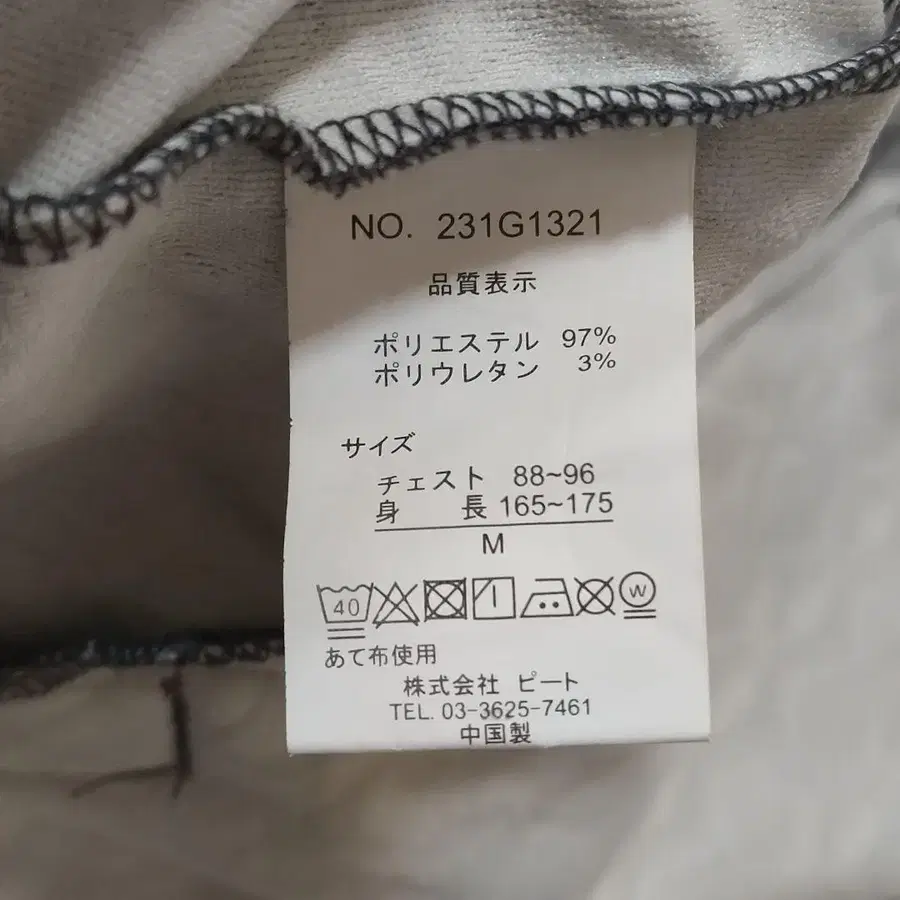 NO. 231G1321
品質表示
ポリエステル 97%
ポリウレタン 3%
サイズ
チェスト 88~96
身 長 165~175
M
40 W
あて布使用
株式会社 ピート
TEL. 03-3625-7461
中国製